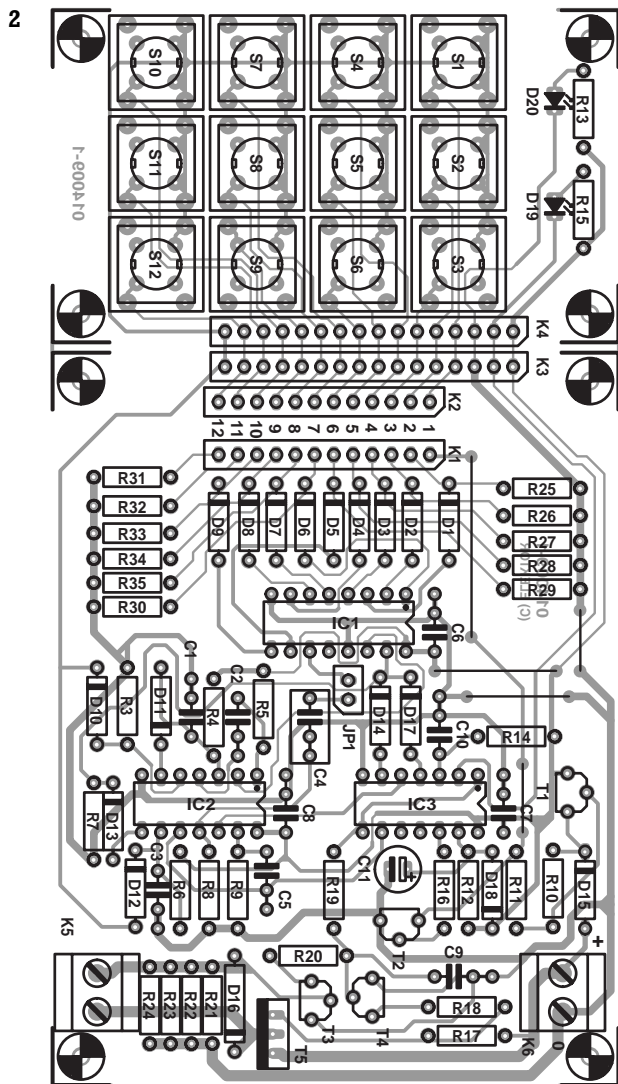 2
S10
S7
S4
S1
D20
R13
S11
S8
S5
S2
D19
R15
014009-1
S12
S9
S6
S3
K4
K3
K2
12
11
10
9
8
7
6
5
4
3
2
1
K1
R31
R32
R33
R34
R35
R30
D9
D8
D7
D6
D5
D4
D3
D2
D1
R25
R26
R27
R28
R29
(C)
IC1
C6
C1
C2
D10
R3
D11
R4
R5
JP1
D14
D17
C10
R14
C4
T1
IC2
C8
IC3
C7
R7
D13
D12
C3
R6
R8
R9
C5
R19
C11
+
R16
R12
D18
R11
R10
D15
T2
K5
R24
R23
R22
R21
D16
R20
T3
T5
T4
C9
R18
R17
+
0
K6